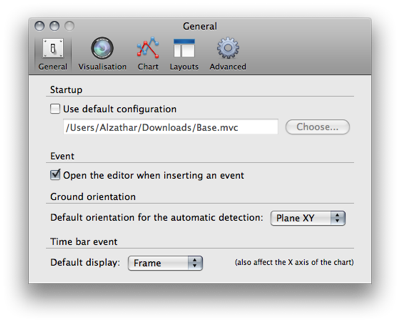 General
General Visualisation Chart Layouts Advanced
Startup
Use default configuration
/Users/Alzathar/Downloads/Base.mvc Choose...
Event
Open the editor when inserting an event
Ground orientation
Default orientation for the automatic detection: Plane XY
Time bar event
Default display: Frame (also affect the X axis of the chart)